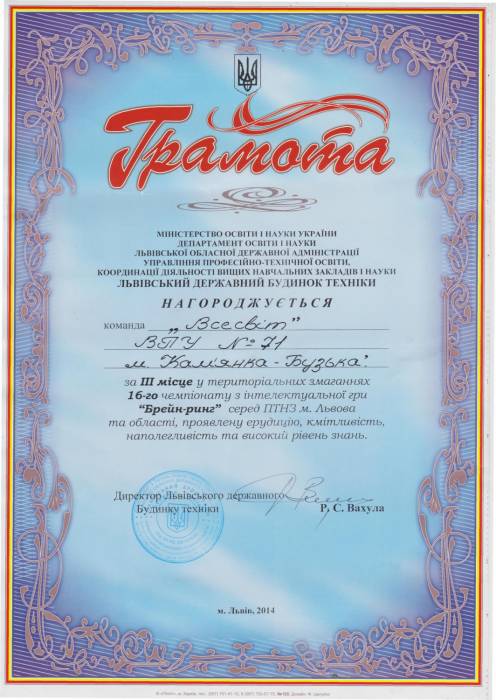 Грамота
МІНІСТЕРСТВО ОСВІТИ І НАУКИ УКРАЇНИ
ДЕПАРТАМЕНТ ОСВІТИ І НАУКИ
ЛЬВІВСЬКОЇ ОБЛАСНОЇ ДЕРЖАВНОЇ АДМІНІСТРАЦІЇ
УПРАВЛІННЯ ПРОФЕСІЙНО-ТЕХНІЧНОЇ ОСВІТИ,
КООРДИНАЦІЇ ДІЯЛЬНОСТІ ВИЩИХ НАВЧАЛЬНИХ ЗАКЛАДІВ І НАУКИ
ЛЬВІВСЬКИЙ ДЕРЖАВНИЙ БУДИНОК ТЕХНІКИ
НАГОРОДЖУЄТЬСЯ
команда „Всесвіт”
ВПУ №71
м. Кам'янка-Бузька.
за III місце у територіальних змаганнях
16-го чемпіонату з інтелектуальної гри
"Брейн-ринг" серед ПТНЗ м. Львова
та області, проявлену ерудицію, кмітливість,
наполегливість та високий рівень знань.
Директор Львівського державного
Будинку техніки Р. С. Вахула
м. Львів, 2014